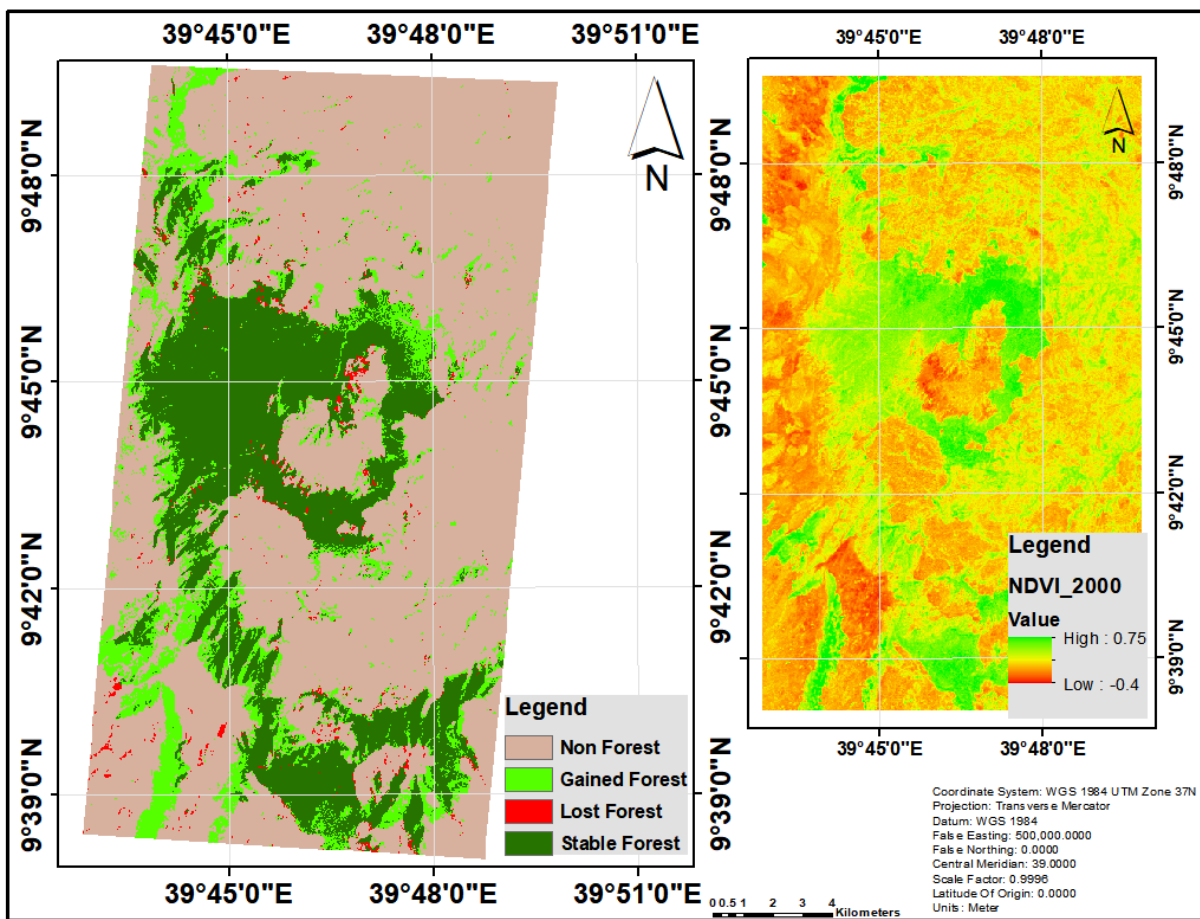 39°45'0"E 39°48'0"E 39°51'0"E
9°48'0"N
9°45'0"N
9°42'0"N
9°39'0"N
N
Legend
Non Forest
Gained Forest
Lost Forest
Stable Forest
9°48'0"N
9°45'0"N
9°42'0"N
9°39'0"N
39°45'0"E 39°48'0"E 39°51'0"E
39°45'0"E 39°48'0"E
N
Legend
NDVI_2000
Value
High : 0.75
Low : -0.4
9°48'0"N
9°45'0"N
9°42'0"N
9°39'0"N
39°45'0"E 39°48'0"E
Coordinate System: WGS 1984 UTM Zone 37N
Projection: Transverse Mercator
Datum: WGS 1984
False Easting: 500,000.0000
False Northing: 0.0000
Central Meridian: 39.0000
Scale Factor: 0.9996
Latitude Of Origin: 0.0000
Units: Meter
0 0.5 1 2 3 4
Kilometers